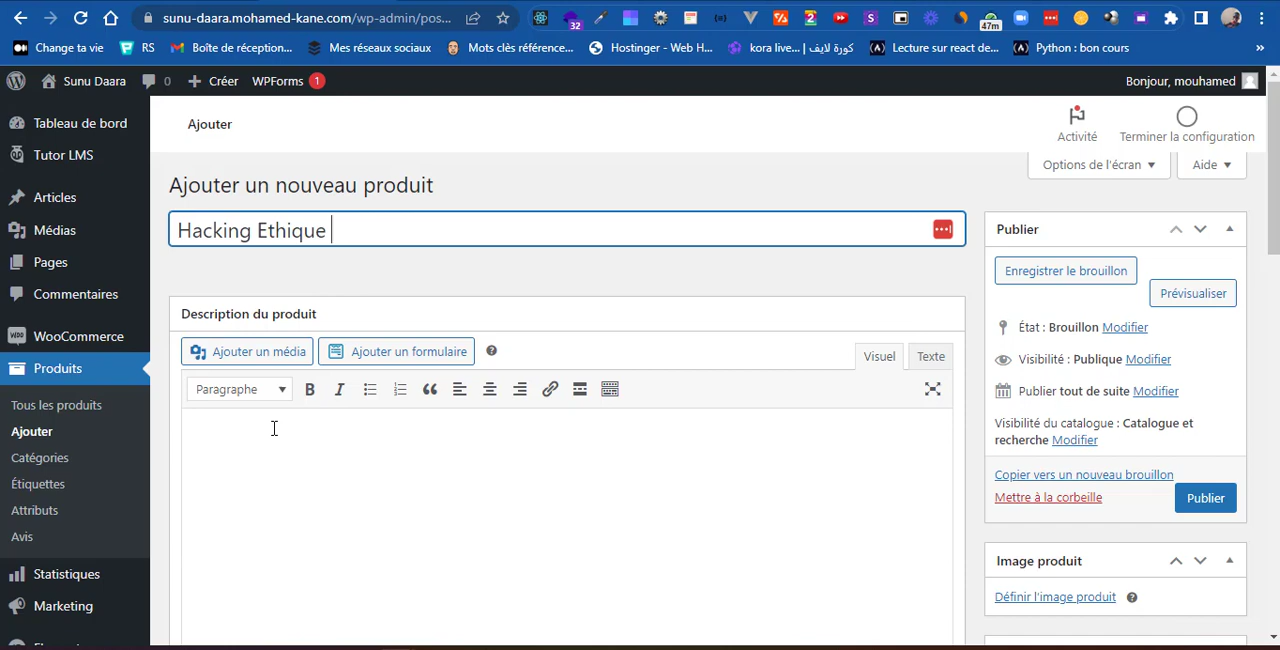 sunu-daara.mohamed-kane.com/wp-admin/pos...
32
2
S
47m
Change ta vie
RS
Boîte de réception...
Mes réseaux sociaux
Mots clés référence...
Hostinger - Web H...
kora live... | كورة لايف
Lecture sur react de...
Python : bon cours
»
Sunu Daara
0
Créer
WPForms
1
Bonjour, mouhamed
Tableau de bord
Tutor LMS
Articles
Médias
Pages
Commentaires
WooCommerce
Produits
Tous les produits
Ajouter
Catégories
Étiquettes
Attributs
Avis
Statistiques
Marketing
Ajouter
Activité
Terminer la configuration
Options de l'écran
Aide
Ajouter un nouveau produit
Hacking Ethique
Description du produit
Ajouter un média
Ajouter un formulaire
Visuel
Texte
Paragraphe
B
I
Publier
Enregistrer le brouillon
Prévisualiser
État : Brouillon Modifier
Visibilité : Publique Modifier
Publier tout de suite Modifier
Visibilité du catalogue : Catalogue et
recherche Modifier
Copier vers un nouveau brouillon
Mettre à la corbeille
Publier
Image produit
Définir l'image produit